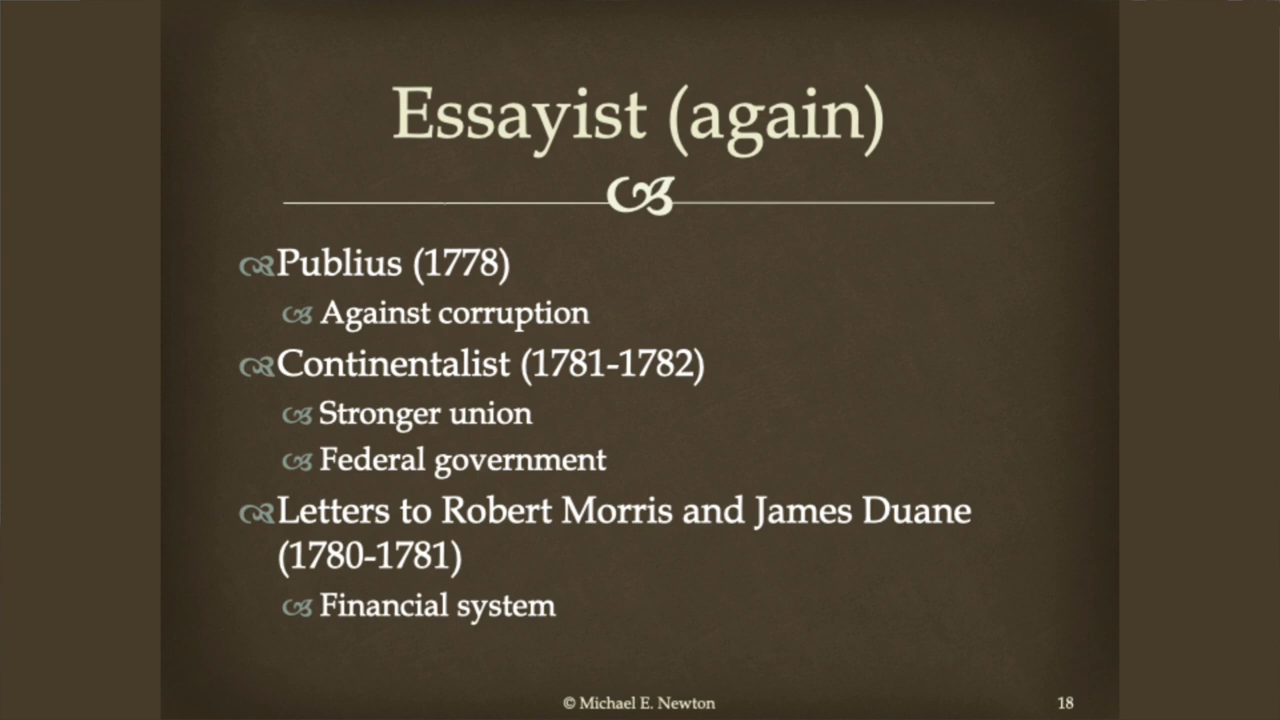 Essayist (again)
Publius (1778)
Against corruption
Continentalist (1781-1782)
Stronger union
Federal government
Letters to Robert Morris and James Duane
(1780-1781)
Financial system
© Michael E. Newton
18